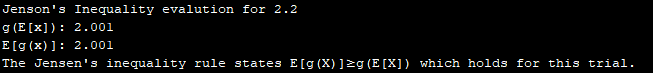 Jenson's Inequality evalution for 2.2
g(E[x]): 2.001
E[g(x)]: 2.001
The Jensen's inequality rule states E[g(X)]≥g(E[X]) which holds for this trial.